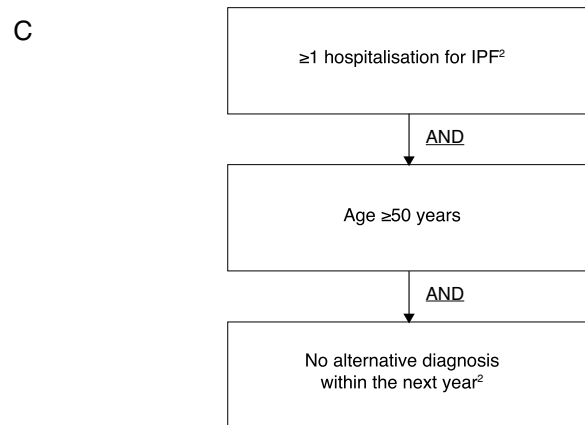 C
≥1 hospitalisation for IPF²
AND
Age ≥50 years
AND
No alternative diagnosis
within the next year²